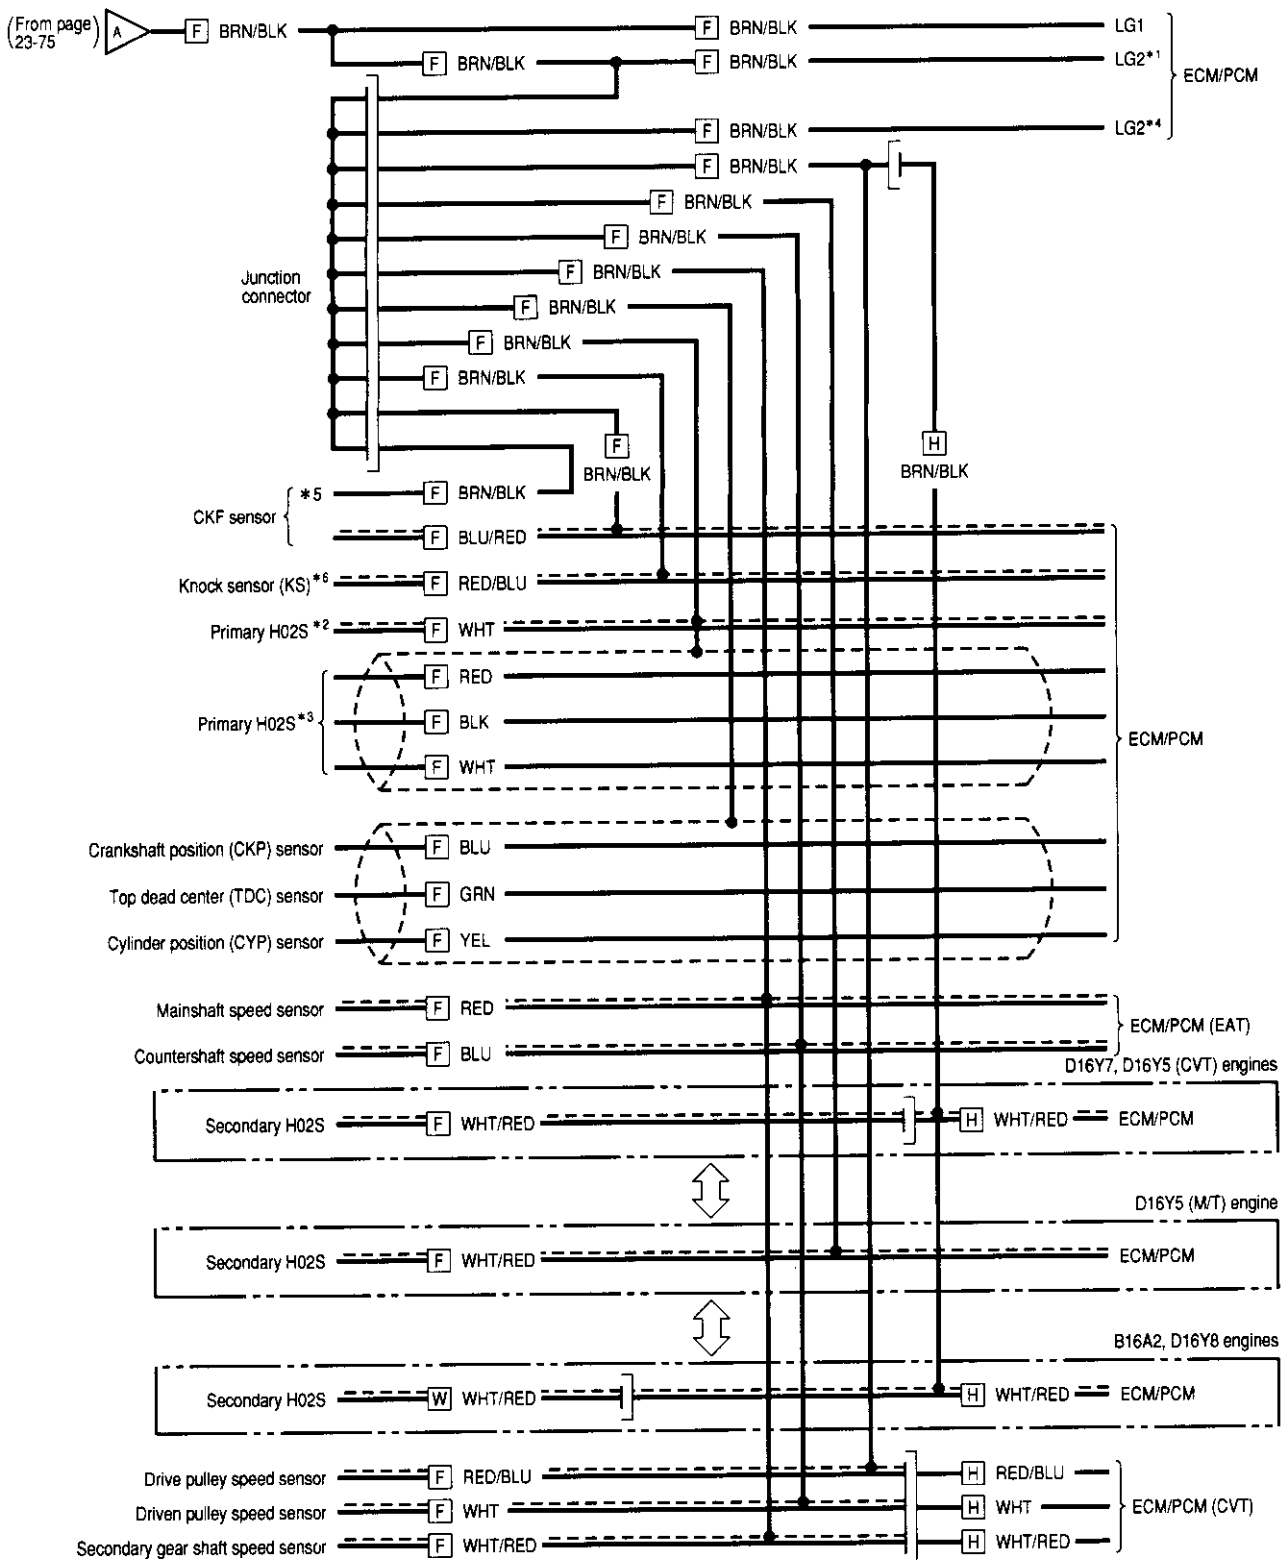 (From page 23-75) A F BRN/BLK F BRN/BLK LG1
F BRN/BLK F BRN/BLK LG2*1
ECM/PCM
F BRN/BLK LG2*4
F BRN/BLK
F BRN/BLK
F BRN/BLK
F BRN/BLK
Junction
connector
F BRN/BLK
F BRN/BLK
F BRN/BLK
F
BRN/BLK
H
BRN/BLK
CKF sensor
*5 F BRN/BLK
F BLU/RED
Knock sensor (KS)*6 F RED/BLU
Primary H02S*2 F WHT
F RED
Primary H02S*3 F BLK
F WHT
ECM/PCM
Crankshaft position (CKP) sensor F BLU
Top dead center (TDC) sensor F GRN
Cylinder position (CYP) sensor F YEL
Mainshaft speed sensor F RED
ECM/PCM (EAT)
Countershaft speed sensor F BLU
D16Y7, D16Y5 (CVT) engines
Secondary H02S F WHT/RED H WHT/RED ECM/PCM
D16Y5 (M/T) engine
Secondary H02S F WHT/RED ECM/PCM
B16A2, D16Y8 engines
Secondary H02S W WHT/RED H WHT/RED ECM/PCM
Drive pulley speed sensor F RED/BLU H RED/BLU
Driven pulley speed sensor F WHT H WHT ECM/PCM (CVT)
Secondary gear shaft speed sensor F WHT/RED H WHT/RED